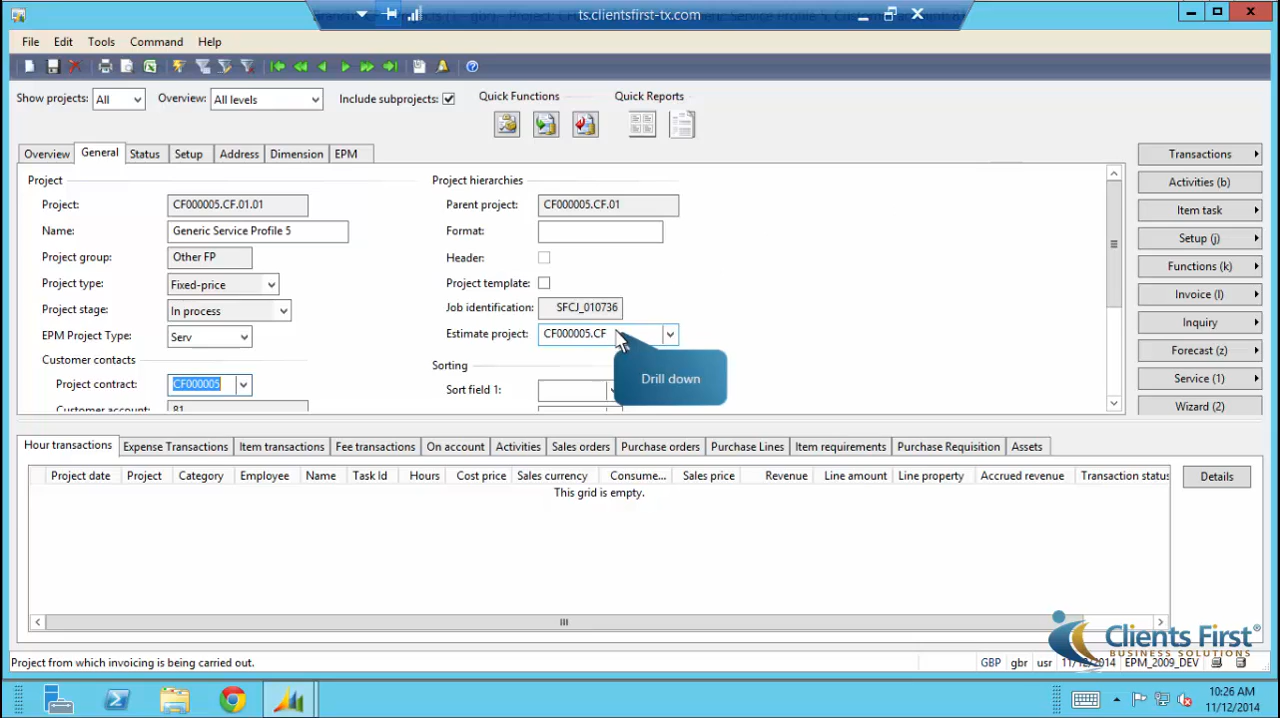 ts.clientsfirst-tx.com
File Edit Tools Command Help
Show projects: All Overview: All levels Include subprojects: Quick Functions Quick Reports
Overview General Status Setup Address Dimension EPM
Project
Project: CF000005.CF.01.01
Name: Generic Service Profile 5
Project group: Other FP
Project type: Fixed-price
Project stage: In process
EPM Project Type: Serv
Customer contacts
Project contract: CF000005
Customer account: 81
Project hierarchies
Parent project: CF000005.CF.01
Format:
Header:
Project template:
Job identification: SFCJ_010736
Estimate project: CF000005.CF
Sorting
Sort field 1:
Drill down
Transactions
Activities (b)
Item task
Setup (j)
Functions (k)
Invoice (l)
Inquiry
Forecast (z)
Service (1)
Wizard (2)
Hour transactions Expense Transactions Item transactions Fee transactions On account Activities Sales orders Purchase orders Purchase Lines Item requirements Purchase Requisition Assets
Project date Project Category Employee Name Task Id Hours Cost price Sales currency Consume... Sales price Revenue Line amount Line property Accrued revenue Transaction status
This grid is empty.
Details
Clients First®
BUSINESS SOLUTIONS
Project from which invoicing is being carried out.
GBP gbr usr 11/12/2014 EPM_2009_DEV
10:26 AM
11/12/2014